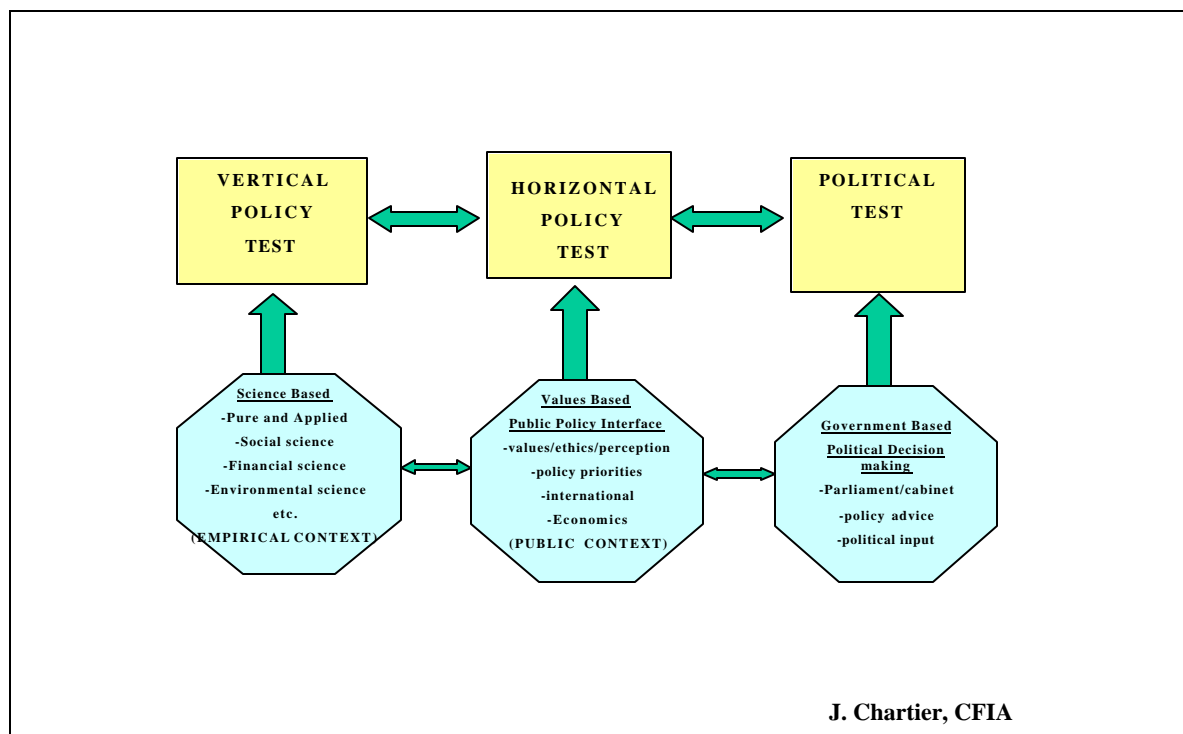 VERTICAL
POLICY
TEST
HORIZONTAL
POLICY
TEST
POLITICAL
TEST
Science Based
-Pure and Applied
-Social science
-Financial science
-Environmental science
etc.
(EMPIRICAL CONTEXT)
Values Based
Public Policy Interface
-values/ethics/perception
-policy priorities
-international
-Economics
(PUBLIC CONTEXT)
Government Based
Political Decision
making
-Parliament/cabinet
-policy advice
-political input
J. Chartier, CFIA